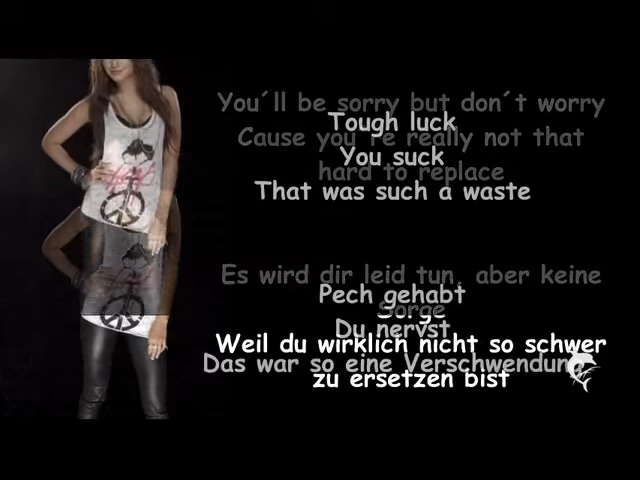 You´ll be sorry but don´t worry
Tough luck
Cause you´re really not that
You suck
hard to replace
That was such a waste
Es wird dir leid tun, aber keine
Pech gehabt
Sorge
Du nervst
Weil du wirklich nicht so schwer
Das war so eine Verschwendung
zu ersetzen bist